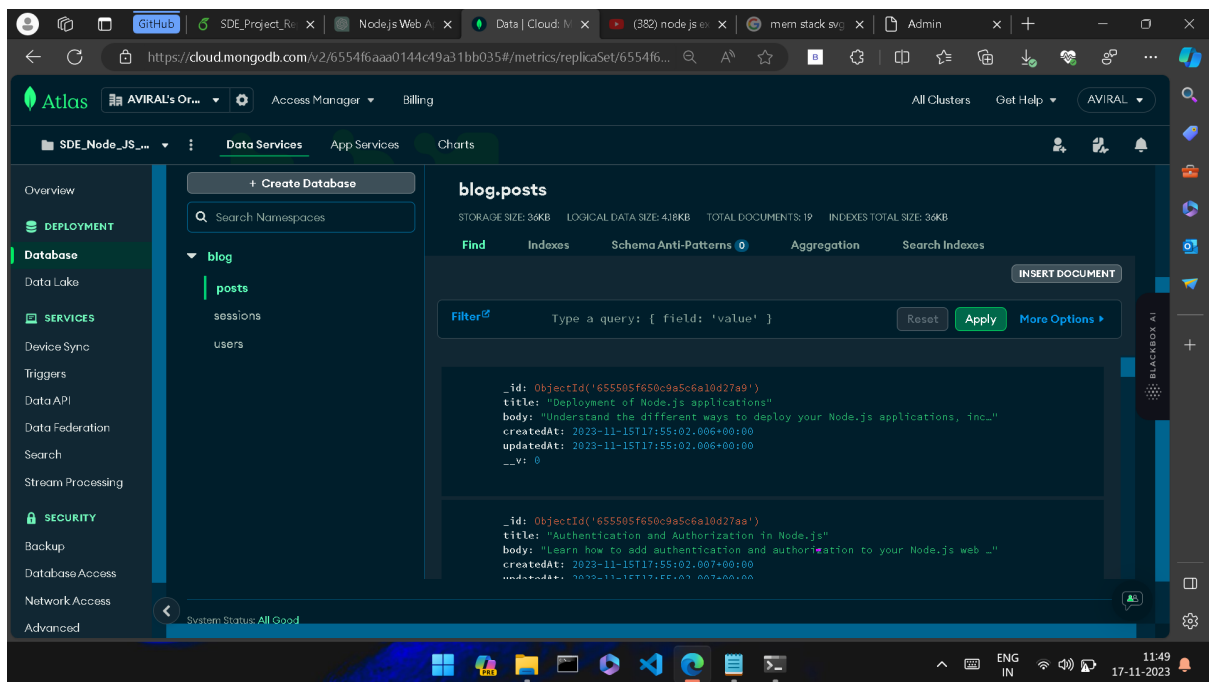 GitHub
SDE_Project_Re
Node.js Web A
Data | Cloud: M
(382) node js ex
mern stack svg
Admin
https://cloud.mongodb.com/v2/6554f6aaa0144c49a31bb035#/metrics/replicaSet/6554f6...
Atlas
AVIRAL's Or...
Access Manager
Billing
All Clusters
Get Help
AVIRAL
SDE_Node_JS_...
Data Services
App Services
Charts
Overview
DEPLOYMENT
Database
Data Lake
SERVICES
Device Sync
Triggers
Data API
Data Federation
Search
Stream Processing
SECURITY
Backup
Database Access
Network Access
Advanced
+ Create Database
Search Namespaces
blog
posts
sessions
users
System Status: All Good
blog.posts
STORAGE SIZE: 36KB LOGICAL DATA SIZE: 4.18KB TOTAL DOCUMENTS: 19 INDEXES TOTAL SIZE: 36KB
Find Indexes Schema Anti-Patterns 0 Aggregation Search Indexes
INSERT DOCUMENT
Filter Type a query: { field: 'value' } Reset Apply More Options
_id: ObjectId('655505f650c9a5c6a10d27a9')
title: "Deployment of Node.js applications"
body: "Understand the different ways to deploy your Node.js applications, inc…"
createdAt: 2023-11-15T17:55:02.006+00:00
updatedAt: 2023-11-15T17:55:02.006+00:00
__v: 0
_id: ObjectId('655505f650c9a5c6a10d27aa')
title: "Authentication and Authorization in Node.js"
body: "Learn how to add authentication and authorization to your Node.js web …"
createdAt: 2023-11-15T17:55:02.007+00:00
updatedAt: 2023-11-15T17:55:02.007+00:00
BLACKBOX AI
PRE
ENG
IN
11:49
17-11-2023